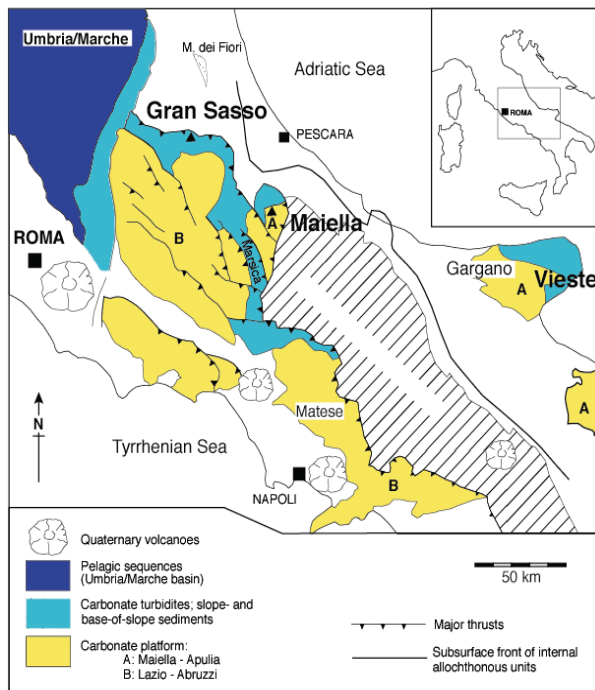 Umbria/Marche
M. dei Fiori
Adriatic Sea
Gran Sasso
PESCARA
ROMA
A
Maiella
B
Marsica
ROMA
Gargano
A
Vieste
A
Matese
N
Tyrrhenian Sea
NAPOLI
B
Quaternary volcanoes
Pelagic sequences
(Umbria/Marche basin)
Carbonate turbidites; slope- and
base-of-slope sediments
Carbonate platform:
A: Maiella - Apulia
B: Lazio - Abruzzi
50 km
Major thrusts
Subsurface front of internal
allochthonous units